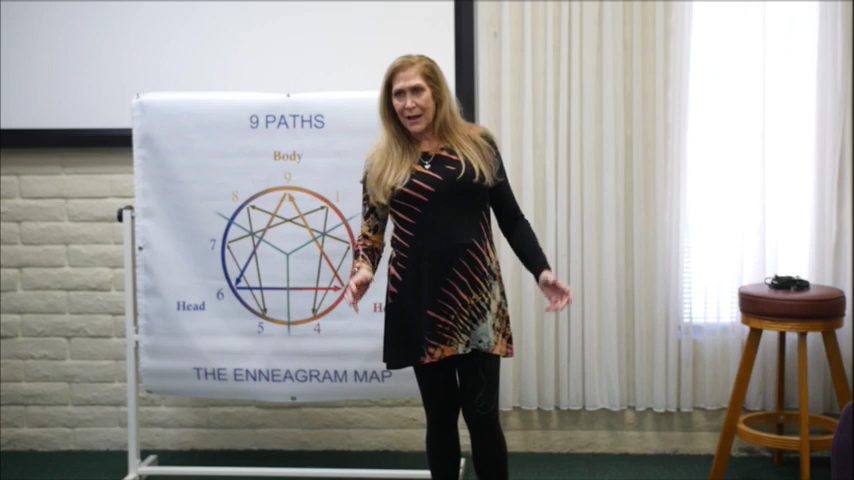 9 PATHS
Body
9
8 1
7
6
Head
5 4
THE ENNEAGRAM MAP